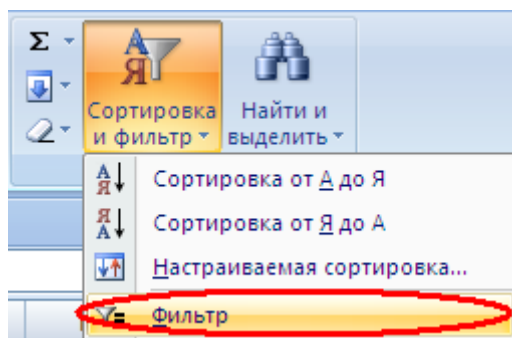 Σ
Сортировка и фильтр
Найти и выделить
Сортировка от А до Я
Сортировка от Я до А
Настраиваемая сортировка...
Фильтр